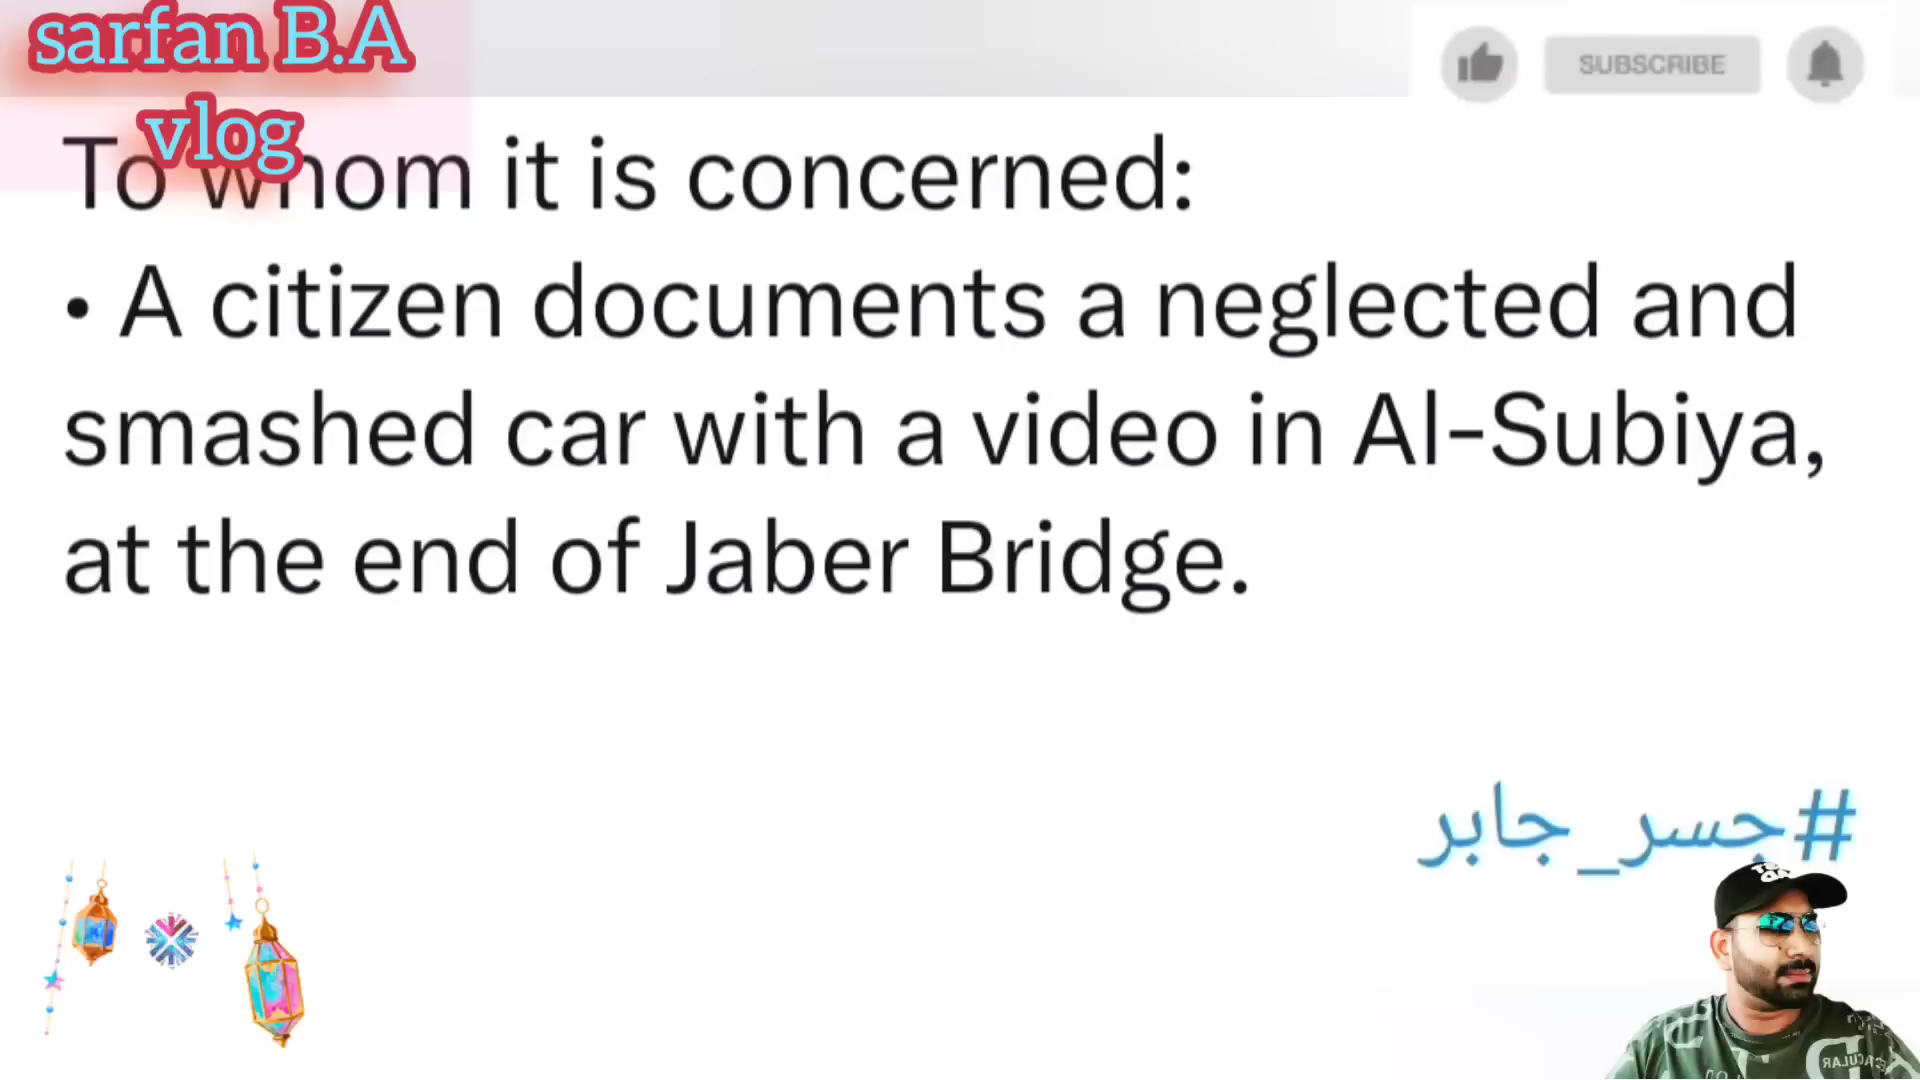 sarfan B.A
vlog
SUBSCRIBE
To whom it is concerned:
• A citizen documents a neglected and
smashed car with a video in Al-Subiya,
at the end of Jaber Bridge.
#جسر_جابر